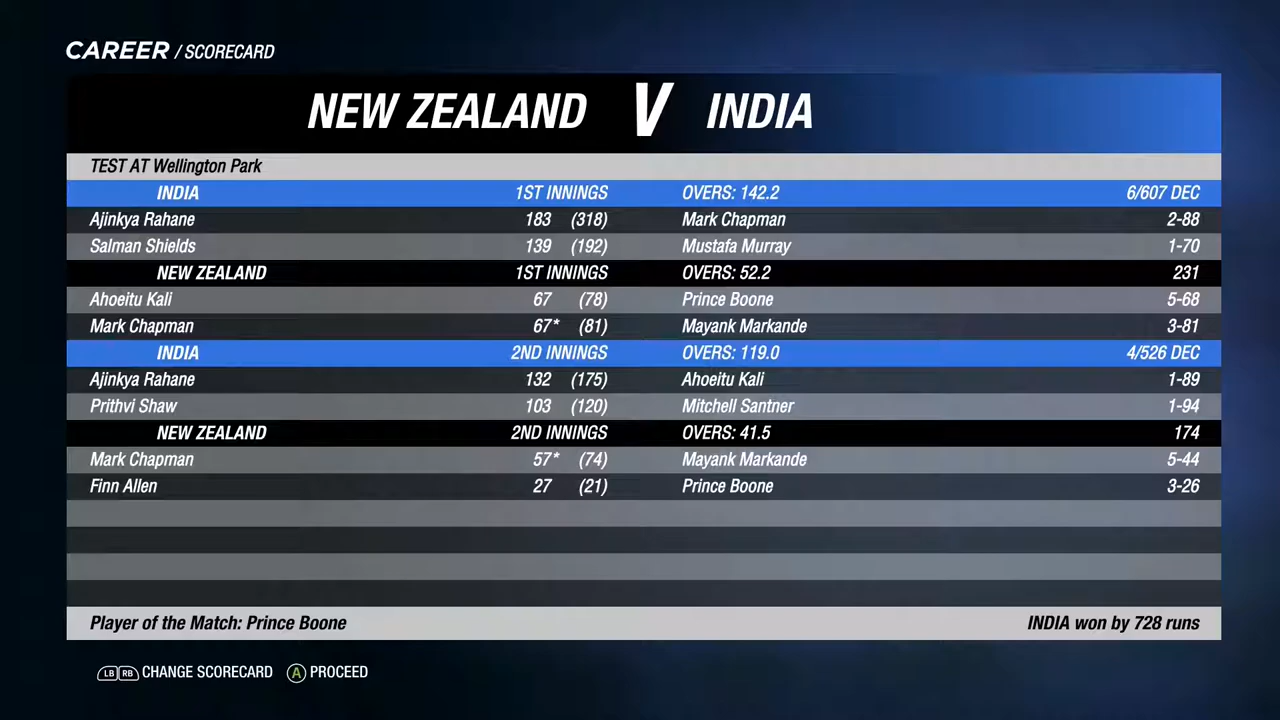 CAREER / SCORECARD
NEW ZEALAND V INDIA
TEST AT Wellington Park
INDIA 1ST INNINGS OVERS: 142.2 6/607 DEC
Ajinkya Rahane 183 (318) Mark Chapman 2-88
Salman Shields 139 (192) Mustafa Murray 1-70
NEW ZEALAND 1ST INNINGS OVERS: 52.2 231
Ahoeitu Kali 67 (78) Prince Boone 5-68
Mark Chapman 67* (81) Mayank Markande 3-81
INDIA 2ND INNINGS OVERS: 119.0 4/526 DEC
Ajinkya Rahane 132 (175) Ahoeitu Kali 1-89
Prithvi Shaw 103 (120) Mitchell Santner 1-94
NEW ZEALAND 2ND INNINGS OVERS: 41.5 174
Mark Chapman 57* (74) Mayank Markande 5-44
Finn Allen 27 (21) Prince Boone 3-26
Player of the Match: Prince Boone INDIA won by 728 runs
LB RB CHANGE SCORECARD A PROCEED